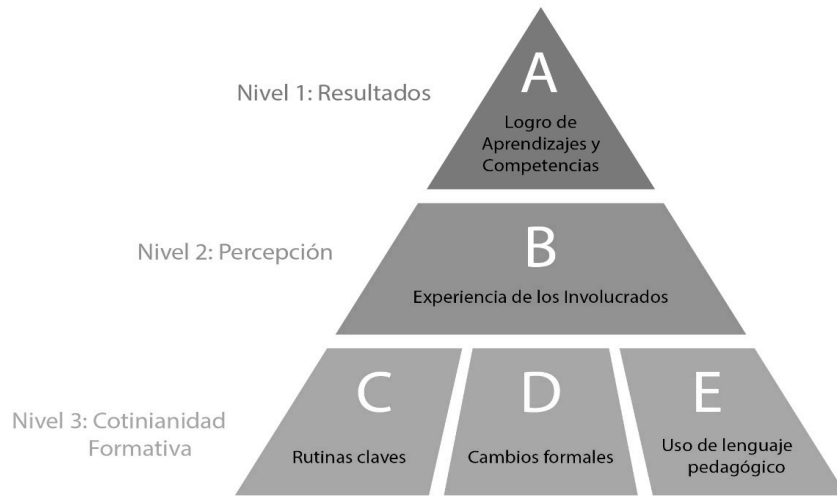 A
Nivel 1: Resultados
Logro de
Aprendizajes y
Competencias
B
Nivel 2: Percepción
Experiencia de los Involucrados
C
D
E
Nivel 3: Cotinianidad
Formativa
Rutinas claves
Cambios formales
Uso de lenguaje
pedagógico